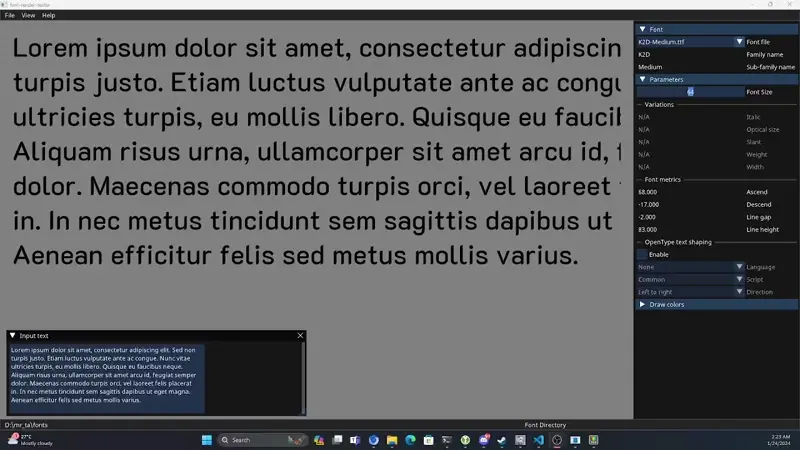 font render tester
File View Help
Lorem ipsum dolor sit amet, consectetur adipiscin
turpis justo. Etiam luctus vulputate ante ac congu
ultricies turpis, eu mollis libero. Quisque eu faucib
Aliquam risus urna, ullamcorper sit amet arcu id, f
dolor. Maecenas commodo turpis orci, vel laoreet
in. In nec metus tincidunt sem sagittis dapibus ut
Aenean efficitur felis sed metus mollis varius.
Font
K2D-Medium.ttf Font file
K2D Family name
Medium Sub-family name
Parameters
64 Font Size
Variations
N/A Italic
N/A Optical size
N/A Slant
N/A Weight
N/A Width
Font metrics
68.000 Ascend
-17.000 Descend
-2.000 Line gap
83.000 Line height
OpenType text shaping
Enable
None Language
Common Script
Left to right Direction
Draw colors
Input text
Lorem ipsum dolor sit amet, consectetur adipiscing elit. Sed non
turpis justo. Etiam luctus vulputate ante ac congue. Nunc vitae
ultricies turpis, eu mollis libero. Quisque eu faucibus neque.
Aliquam risus urna, ullamcorper sit amet arcu id, feugiat semper
dolor. Maecenas commodo turpis orci, vel laoreet felis placerat
in. In nec metus tincidunt sem sagittis dapibus ut eget magna.
Aenean efficitur felis sed metus mollis varius.
D:\mr_ta\fonts Font Directory
27°C
Mostly cloudy
Search
2:23 AM
1/24/2024